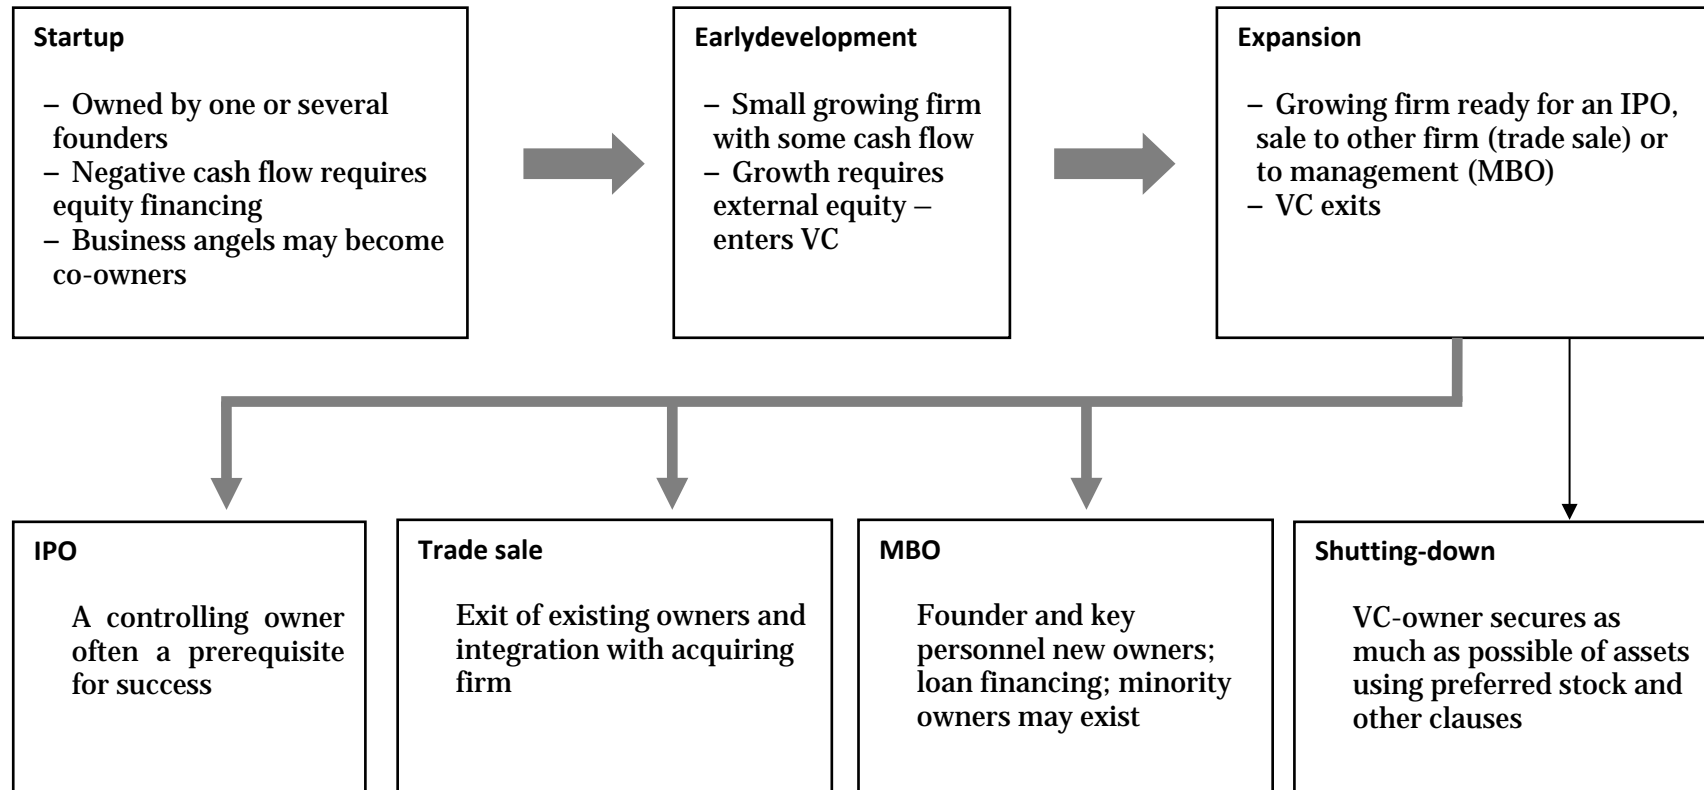 Startup
– Owned by one or several
founders
– Negative cash flow requires
equity financing
– Business angels may become
co-owners
Earlydevelopment
– Small growing firm
with some cash flow
– Growth requires
external equity –
enters VC
Expansion
– Growing firm ready for an IPO,
sale to other firm (trade sale) or
to management (MBO)
– VC exits
IPO
A controlling owner
often a prerequisite
for success
Trade sale
Exit of existing owners and
integration with acquiring
firm
MBO
Founder and key
personnel new owners;
loan financing; minority
owners may exist
Shutting-down
VC-owner secures as
much as possible of assets
using preferred stock and
other clauses